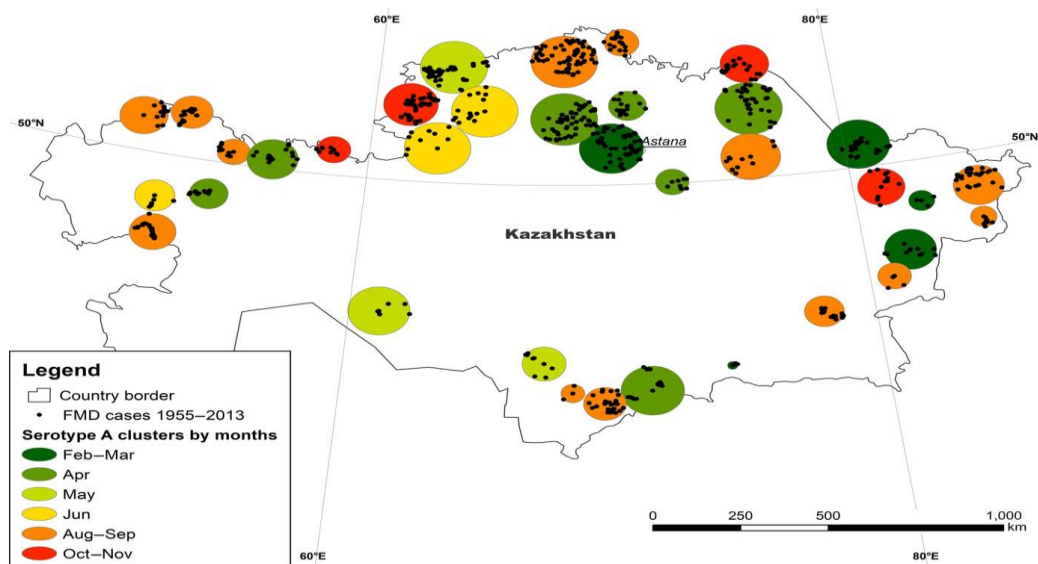 60°E
80°E
50°N
50°N
Astana
Kazakhstan
Legend
Country border
FMD cases 1955–2013
Serotype A clusters by months
Feb–Mar
Apr
May
Jun
Aug–Sep
Oct–Nov
0 250 500 1,000
km
60°E
80°E